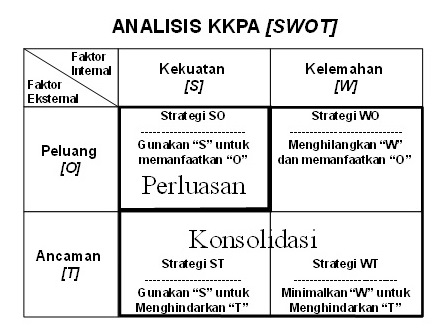 ANALISIS KKPA [SWOT]
Faktor
Internal
Faktor
Eksternal
Kekuatan
[S]
Kelemahan
[W]
Peluang
[O]
Strategi SO
Gunakan “S” untuk
memanfaatkan “O”
Perluasan
Strategi WO
Menghilangkan “W”
dan memanfaatkan “O”
Ancaman
[T]
Konsolidasi
Strategi ST
Gunakan “S” untuk
Menghindarkan “T”
Strategi WT
Minimalkan “W” untuk
Menghindarkan “T”